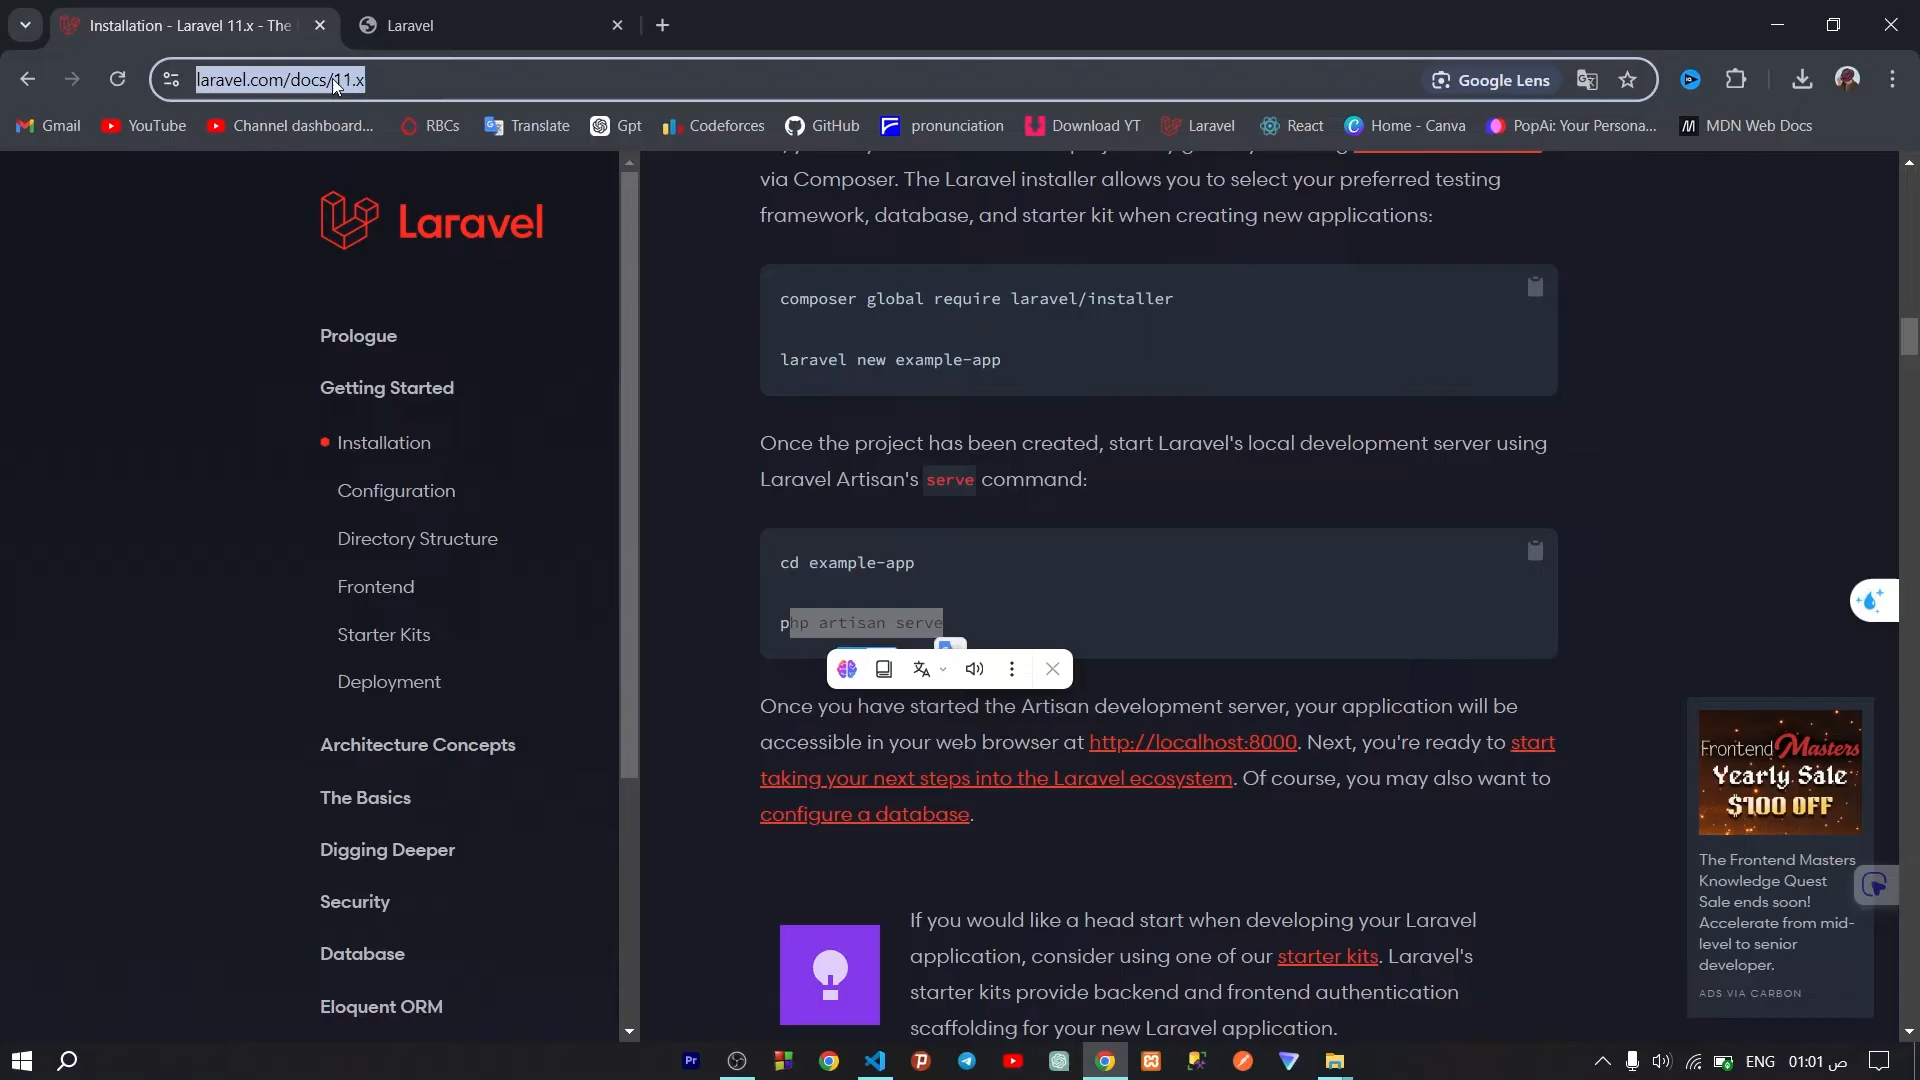 Installation - Laravel 11.x - The
Laravel
laravel.com/docs/11.x
Google Lens
Gmail
YouTube
Channel dashboard...
RBCs
Translate
Gpt
Codeforces
GitHub
pronunciation
Download YT
Laravel
React
Home - Canva
PopAi: Your Persona...
MDN Web Docs
Laravel
Prologue
Getting Started
Installation
Configuration
Directory Structure
Frontend
Starter Kits
Deployment
Architecture Concepts
The Basics
Digging Deeper
Security
Database
Eloquent ORM
via Composer. The Laravel installer allows you to select your preferred testing
framework, database, and starter kit when creating new applications:
composer global require laravel/installer
laravel new example-app
Once the project has been created, start Laravel's local development server using
Laravel Artisan's serve command:
cd example-app
php artisan serve
Once you have started the Artisan development server, your application will be
accessible in your web browser at http://localhost:8000. Next, you're ready to start
taking your next steps into the Laravel ecosystem. Of course, you may also want to
configure a database.
If you would like a head start when developing your Laravel
application, consider using one of our starter kits. Laravel's
starter kits provide backend and frontend authentication
scaffolding for your new Laravel application.
Frontend Masters
Yearly Sale
$100 OFF
The Frontend Masters
Knowledge Quest
Sale ends soon!
Accelerate from mid-
level to senior
developer.
ADS VIA CARBON
Pr
ENG
01:01 ص